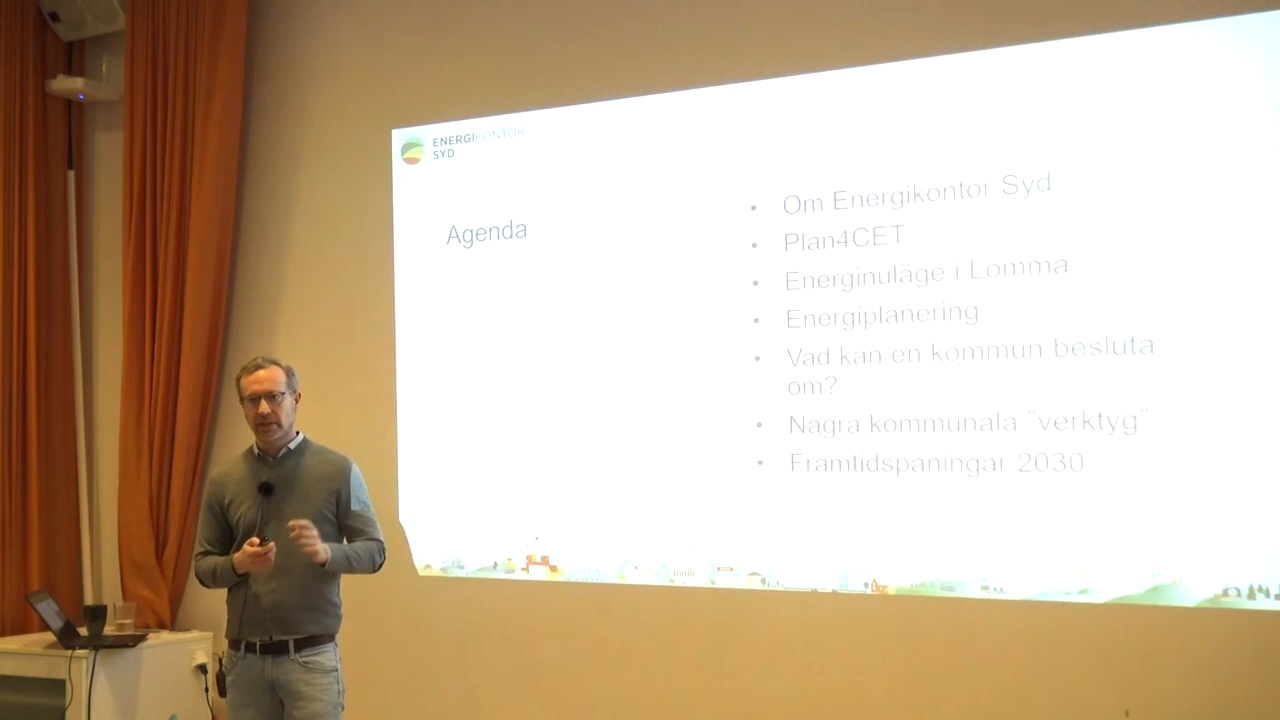 ENERGIKONTOR
SYD
Agenda
• Om Energikontor Syd
• Plan4CET
• Energinuläge i Lomma
• Energiplanering
• Vad kan en kommun besluta
om?
• Några kommunala ¨verktyg¨
• Framtidspaningar 2030